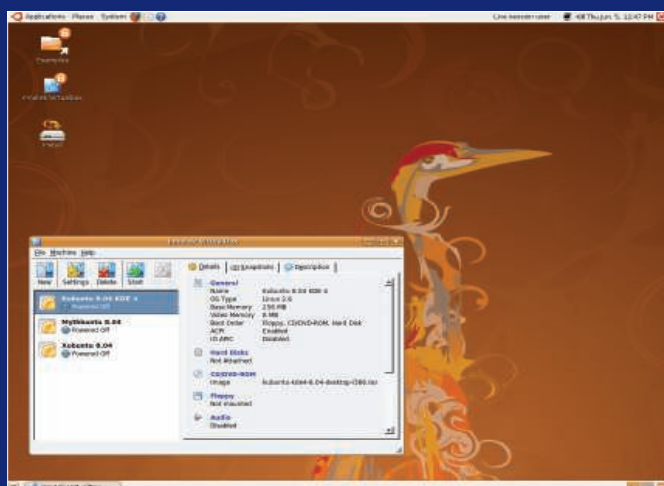 Applications Places System
Live session user
Thu Jun 5, 12:47 PM
Examples
Install
File Machine Help
New Settings Delete Start
Details Snapshots Description
Kubuntu 8.04 KDE 4
Powered Off
Mythbuntu 8.04
Powered Off
Xubuntu 8.04
Powered Off
General
Name Kubuntu 8.04 KDE 4
OS Type Linux 2.6
Base Memory 256 MB
Video Memory 8 MB
Boot Order Floppy, CD/DVD-ROM, Hard Disk
ACPI Enabled
IO APIC Disabled
Hard Disks
Not Attached
CD/DVD-ROM
Image kubuntu-kde4-8.04-desktop-i386.iso
Floppy
Not mounted
Audio
Disabled